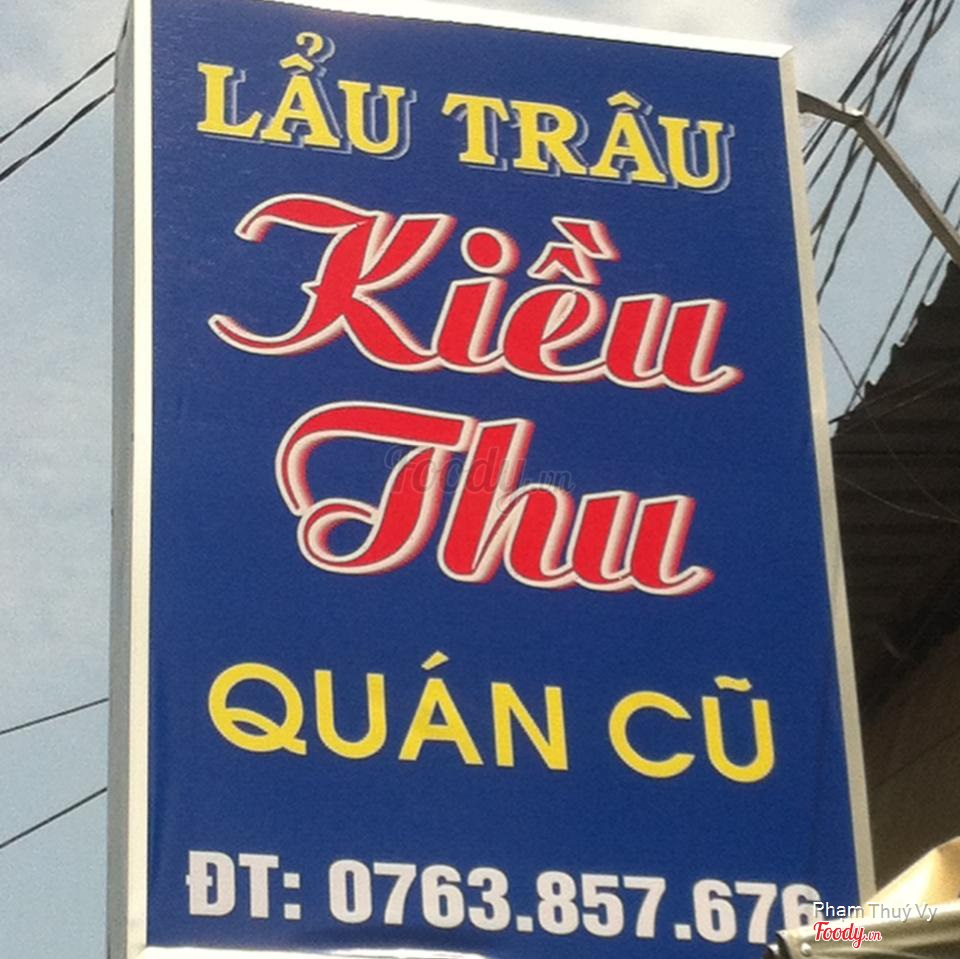 LẨU TRÂU
Kiều
Thu
Foody.vn
QUÁN CŨ
ĐT: 0763.857.676
Phạm Thuý Vy
Foody.vn